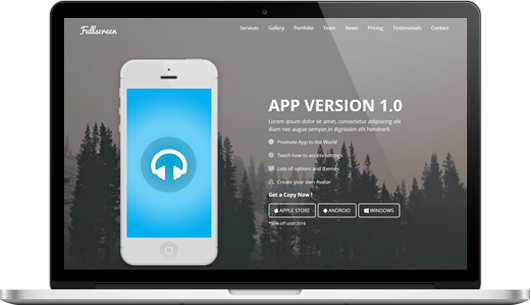 Fullscreen
Services Gallery Portfolio Team News Pricing Testimonials Contact
APP VERSION 1.0
Lorem ipsum dolor sit amet, consectetur adipiscing elit
diam nec augue semper,in dignissim elit hendrerit.
Promote App to the World
Teach how to access settings
Lots of options and themes
Create your own Avatar
Get a Copy Now !
APPLE STORE ANDROID WINDOWS
*50% off until 2016